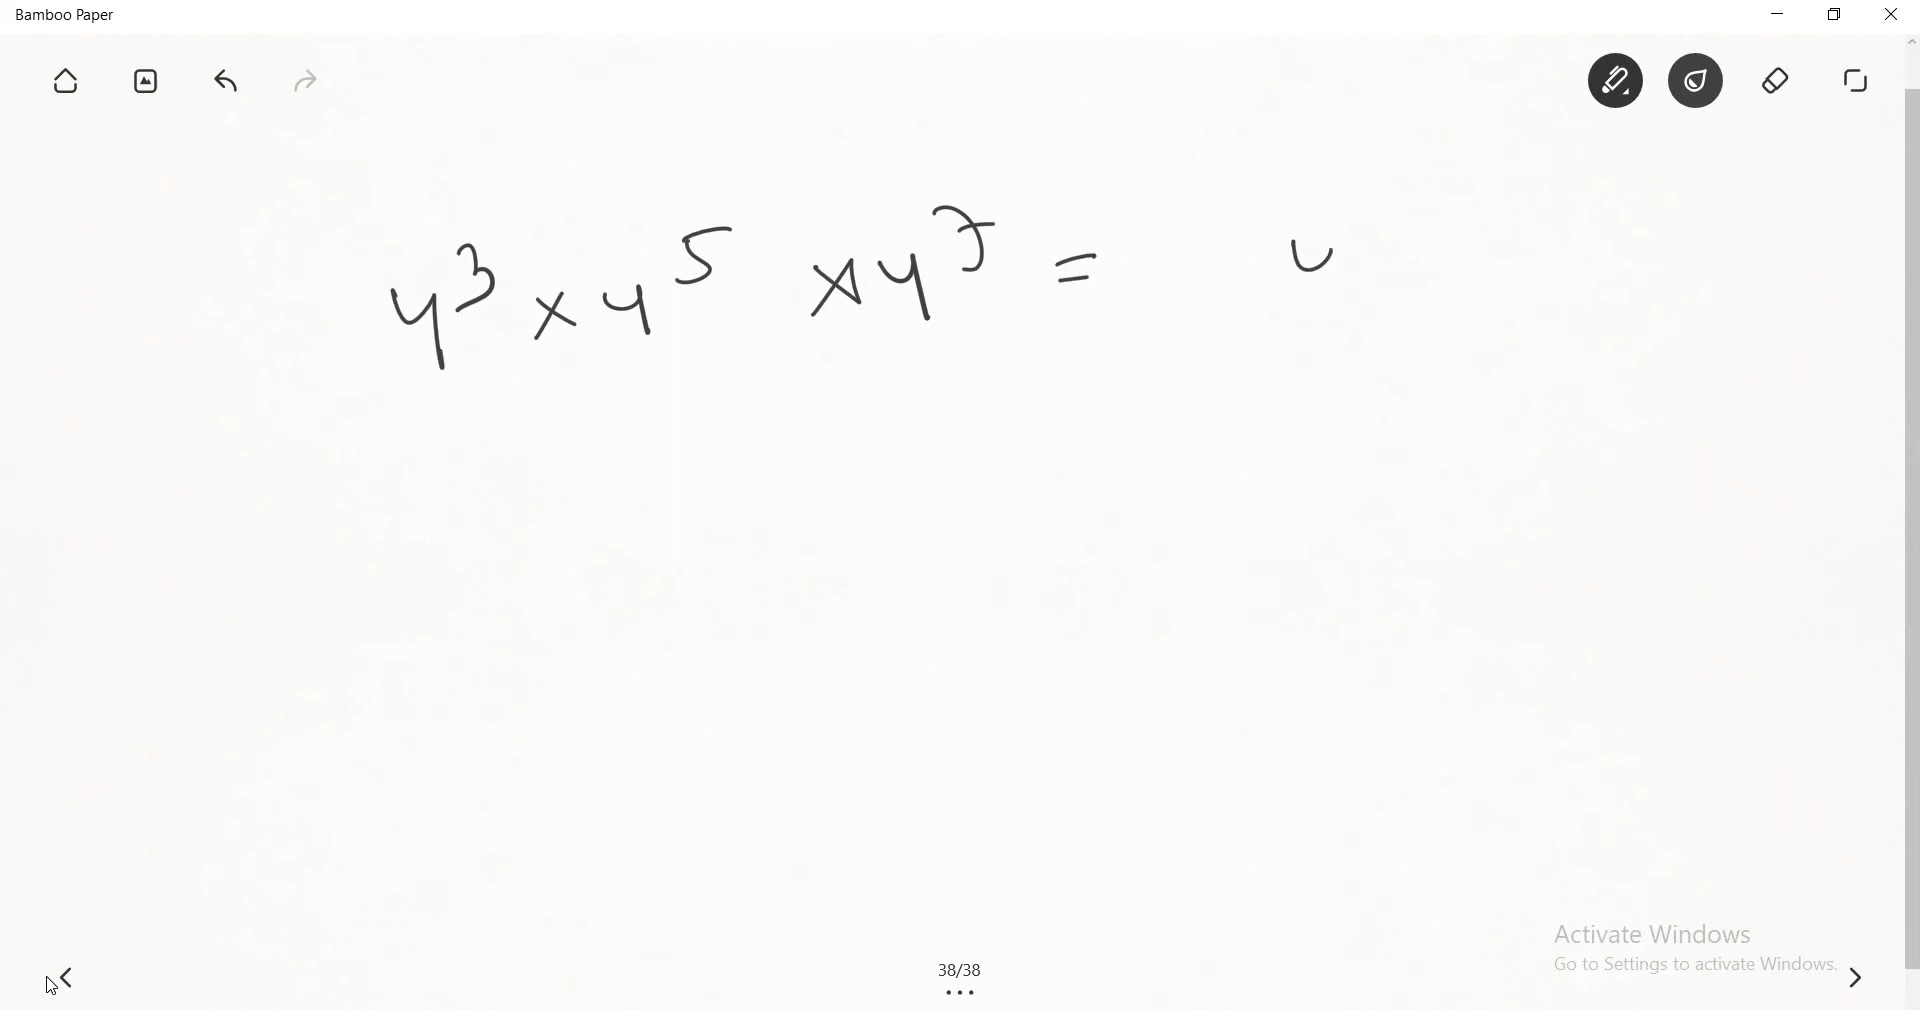 Bamboo Paper
y³ × y⁵ × y⁷ =
38/38
Activate Windows
Go to Settings to activate Windows.